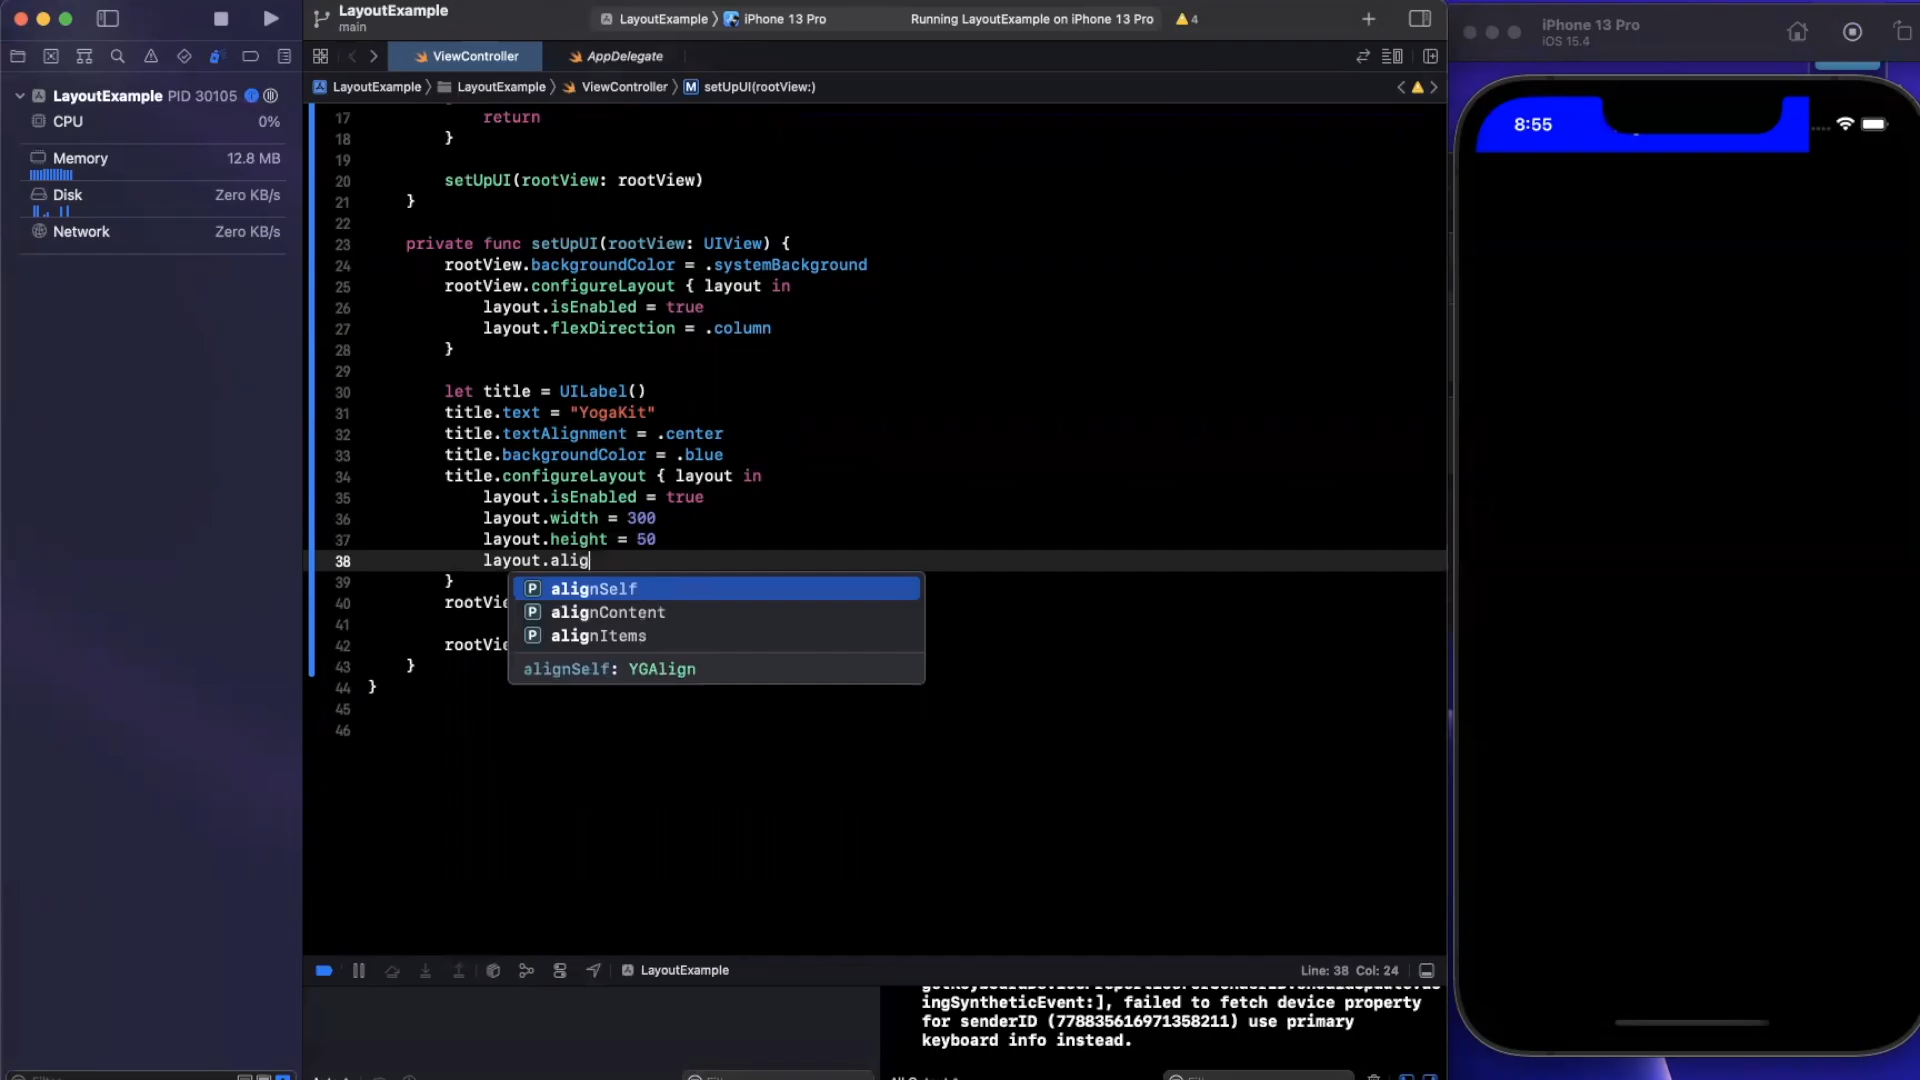 LayoutExample
main
LayoutExample 〉 iPhone 13 Pro
Running LayoutExample on iPhone 13 Pro
4
ViewController
AppDelegate
LayoutExample 〉 LayoutExample 〉 ViewController 〉 M setUpUI(rootView:)
LayoutExample PID 30105
CPU 0%
Memory 12.8 MB
Disk Zero KB/s
Network Zero KB/s
17 return
18 }
19
20 setUpUI(rootView: rootView)
21 }
22
23 private func setUpUI(rootView: UIView) {
24 rootView.backgroundColor = .systemBackground
25 rootView.configureLayout { layout in
26 layout.isEnabled = true
27 layout.flexDirection = .column
28 }
29
30 let title = UILabel()
31 title.text = "YogaKit"
32 title.textAlignment = .center
33 title.backgroundColor = .blue
34 title.configureLayout { layout in
35 layout.isEnabled = true
36 layout.width = 300
37 layout.height = 50
38 layout.alig
39 }
40 rootVie
41
42 rootVie
43 }
44 }
45
46
P alignSelf
P alignContent
P alignItems
alignSelf: YGAlign
LayoutExample
Line: 38 Col: 24
ingSyntheticEvent:], failed to fetch device property
for senderID (778835616971358211) use primary
keyboard info instead.
iPhone 13 Pro
iOS 15.4
8:55